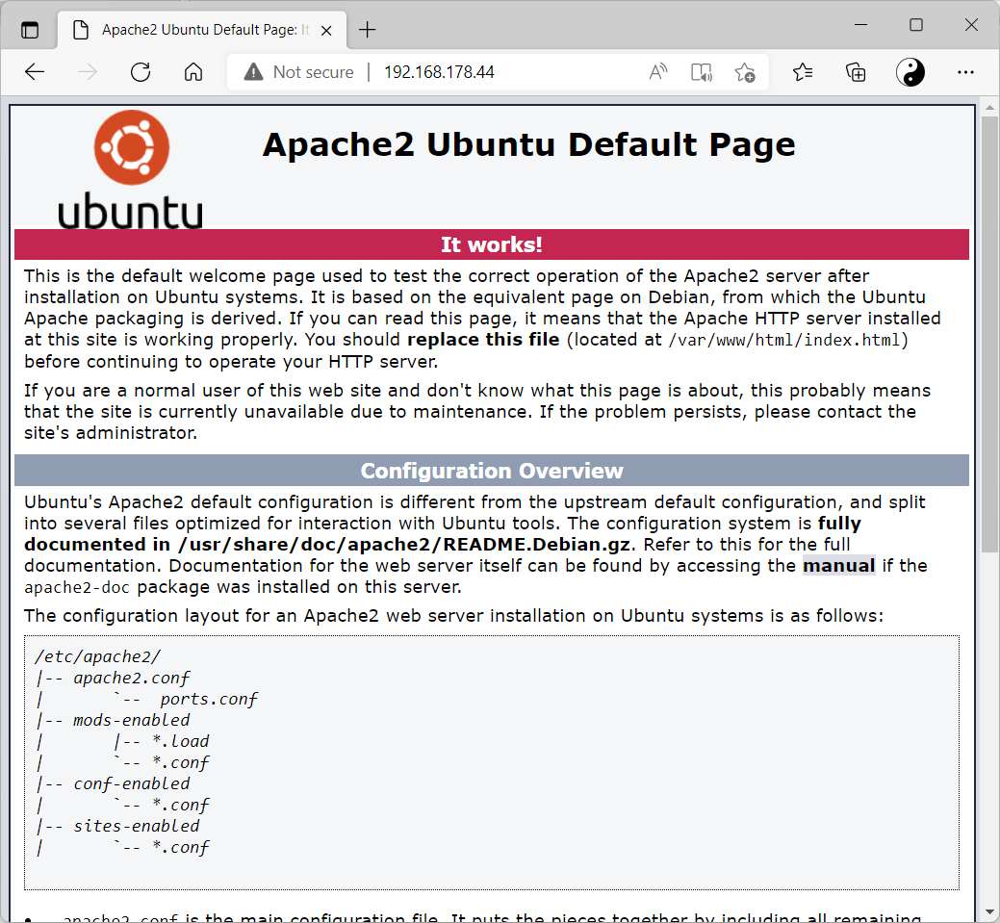 Apache2 Ubuntu Default Page: It
Not secure | 192.168.178.44
ubuntu
Apache2 Ubuntu Default Page
It works!
This is the default welcome page used to test the correct operation of the Apache2 server after
installation on Ubuntu systems. It is based on the equivalent page on Debian, from which the Ubuntu
Apache packaging is derived. If you can read this page, it means that the Apache HTTP server installed
at this site is working properly. You should replace this file (located at /var/www/html/index.html)
before continuing to operate your HTTP server.
If you are a normal user of this web site and don't know what this page is about, this probably means
that the site is currently unavailable due to maintenance. If the problem persists, please contact the
site's administrator.
Configuration Overview
Ubuntu's Apache2 default configuration is different from the upstream default configuration, and split
into several files optimized for interaction with Ubuntu tools. The configuration system is fully
documented in /usr/share/doc/apache2/README.Debian.gz. Refer to this for the full
documentation. Documentation for the web server itself can be found by accessing the manual if the
apache2-doc package was installed on this server.
The configuration layout for an Apache2 web server installation on Ubuntu systems is as follows:
/etc/apache2/
|-- apache2.conf
|       `--  ports.conf
|-- mods-enabled
|       |-- *.load
|       `-- *.conf
|-- conf-enabled
|       `-- *.conf
|-- sites-enabled
|       `-- *.conf
apache2.conf is the main configuration file. It puts the pieces together by including all remaining